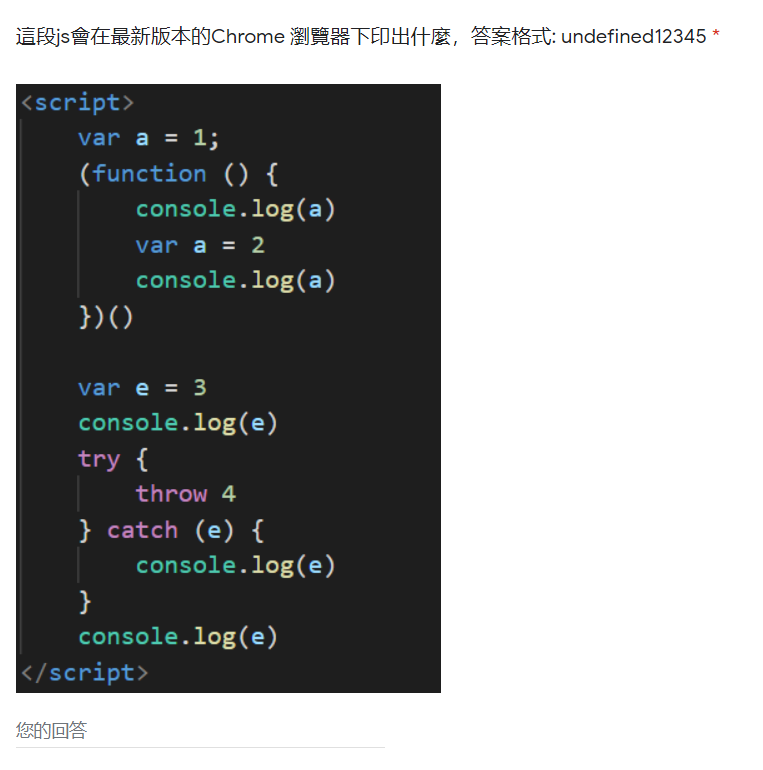 這段js會在最新版本的Chrome 瀏覽器下印出什麼，答案格式: undefined12345 *
<script>
    var a = 1;
    (function () {
        console.log(a)
        var a = 2
        console.log(a)
    })()

    var e = 3
    console.log(e)
    try {
        throw 4
    } catch (e) {
        console.log(e)
    }
    console.log(e)
</script>
您的回答